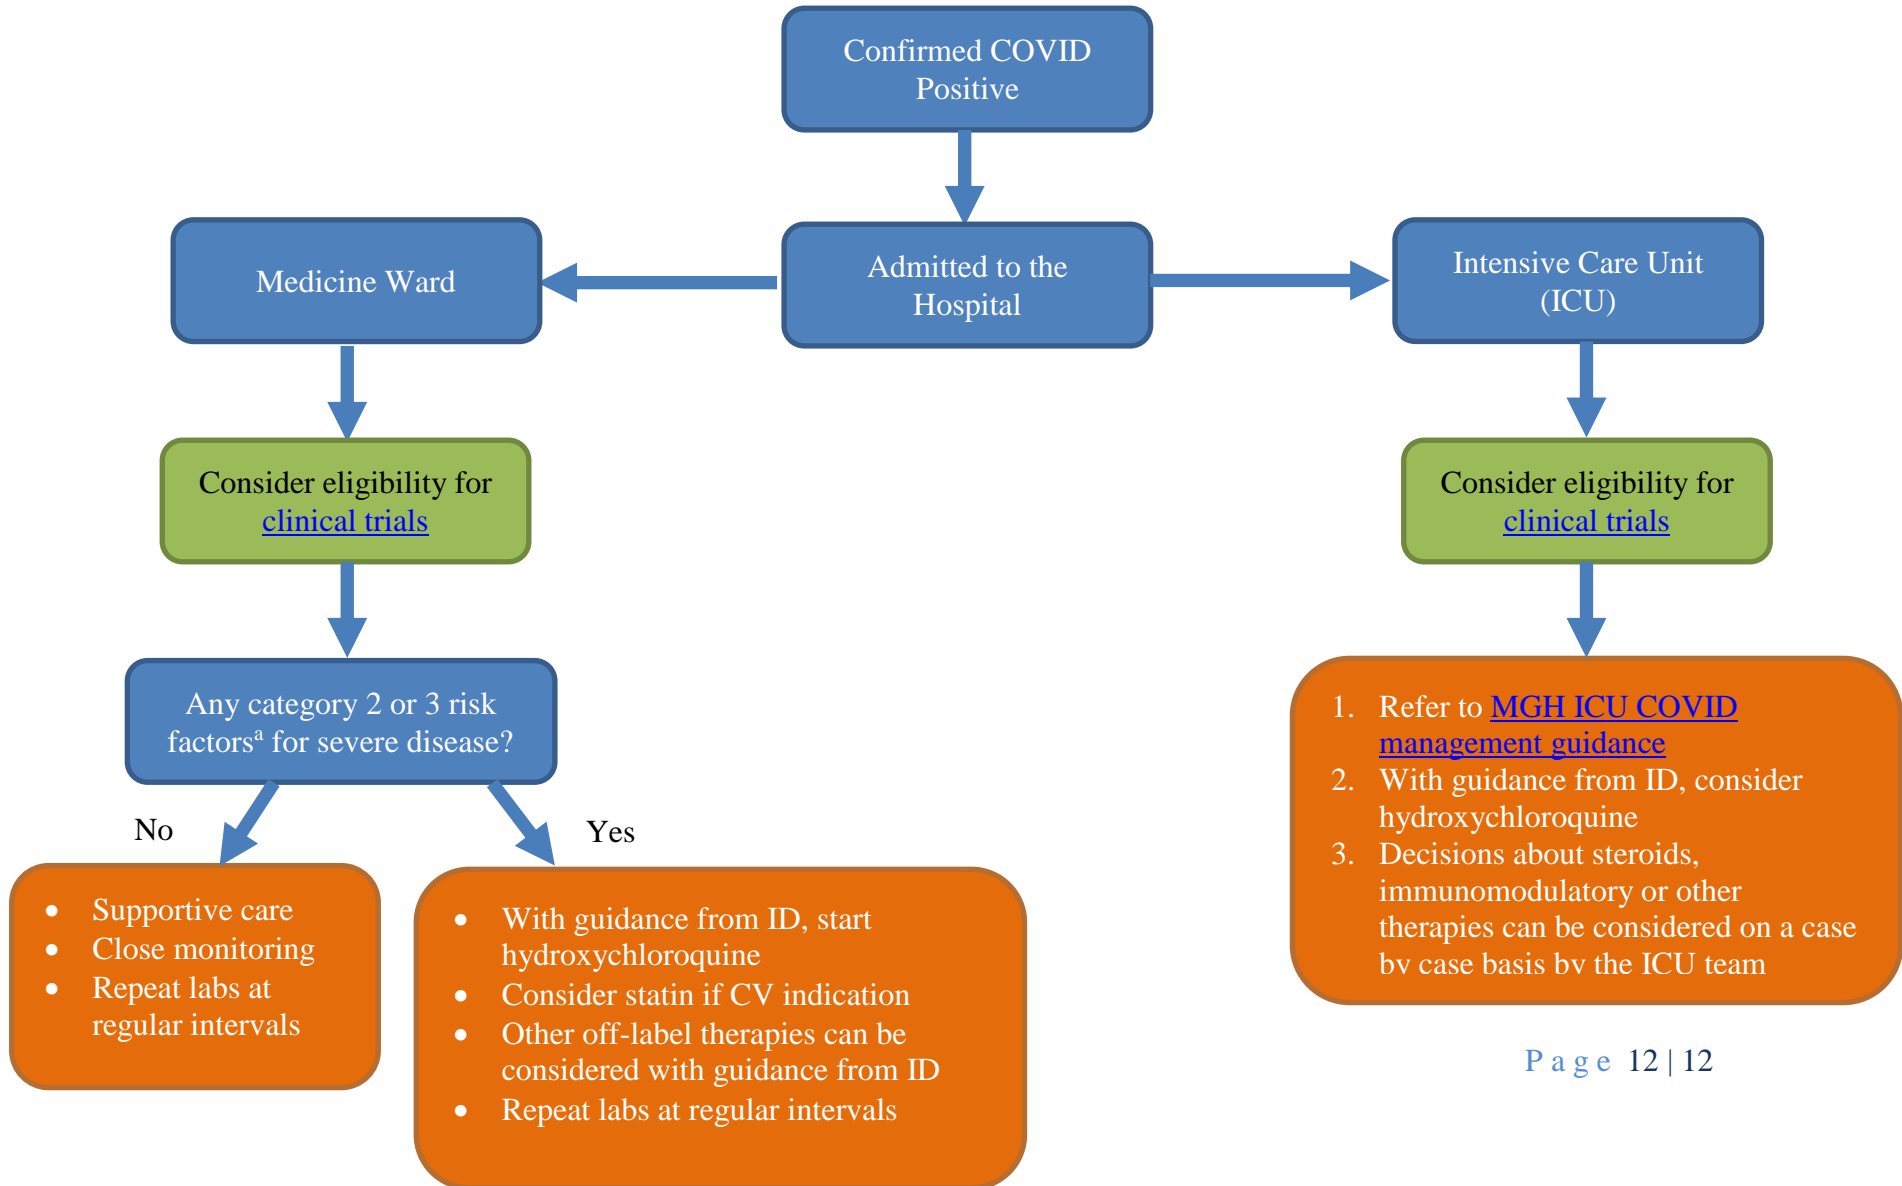 Confirmed COVID
Positive
Medicine Ward
Admitted to the
Hospital
Intensive Care Unit
(ICU)
Consider eligibility for
clinical trials
Consider eligibility for
clinical trials
Any category 2 or 3 risk
factorsᵃ for severe disease?
No
Yes
• Supportive care
• Close monitoring
• Repeat labs at
regular intervals
• With guidance from ID, start
hydroxychloroquine
• Consider statin if CV indication
• Other off-label therapies can be
considered with guidance from ID
• Repeat labs at regular intervals
1. Refer to MGH ICU COVID
management guidance
2. With guidance from ID, consider
hydroxychloroquine
3. Decisions about steroids,
immunomodulatory or other
therapies can be considered on a case
by case basis by the ICU team
Page 12 | 12